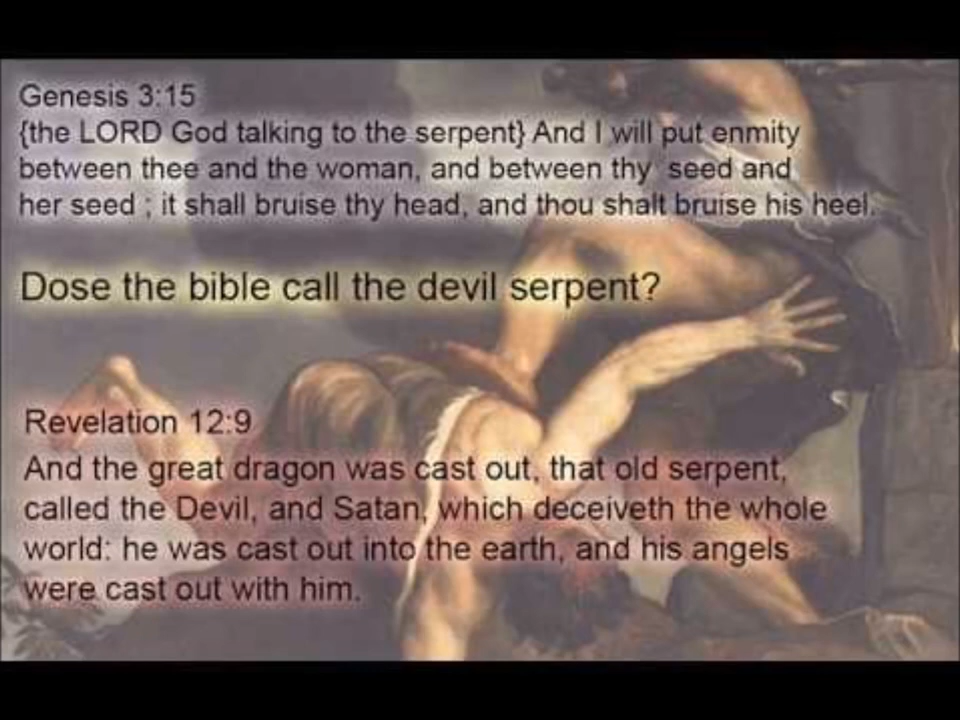 Genesis 3:15
{the LORD God talking to the serpent} And I will put enmity
between thee and the woman, and between thy seed and
her seed ; it shall bruise thy head, and thou shalt bruise his heel.
Dose the bible call the devil serpent?
Revelation 12:9
And the great dragon was cast out, that old serpent,
called the Devil, and Satan, which deceiveth the whole
world: he was cast out into the earth, and his angels
were cast out with him.